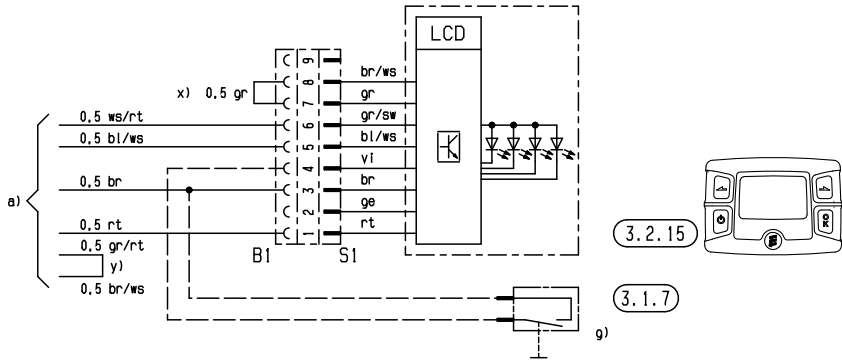 LCD
9
8
7
6
5
4
3
2
1
br/ws
gr
gr/sw
bl/ws
vi
br
ge
rt
x) 0.5 gr
0.5 ws/rt
0.5 bl/ws
a)
0.5 br
0.5 rt
0.5 gr/rt
y)
0.5 br/ws
B1
S1
3.2.15
OK
3.1.7
g)